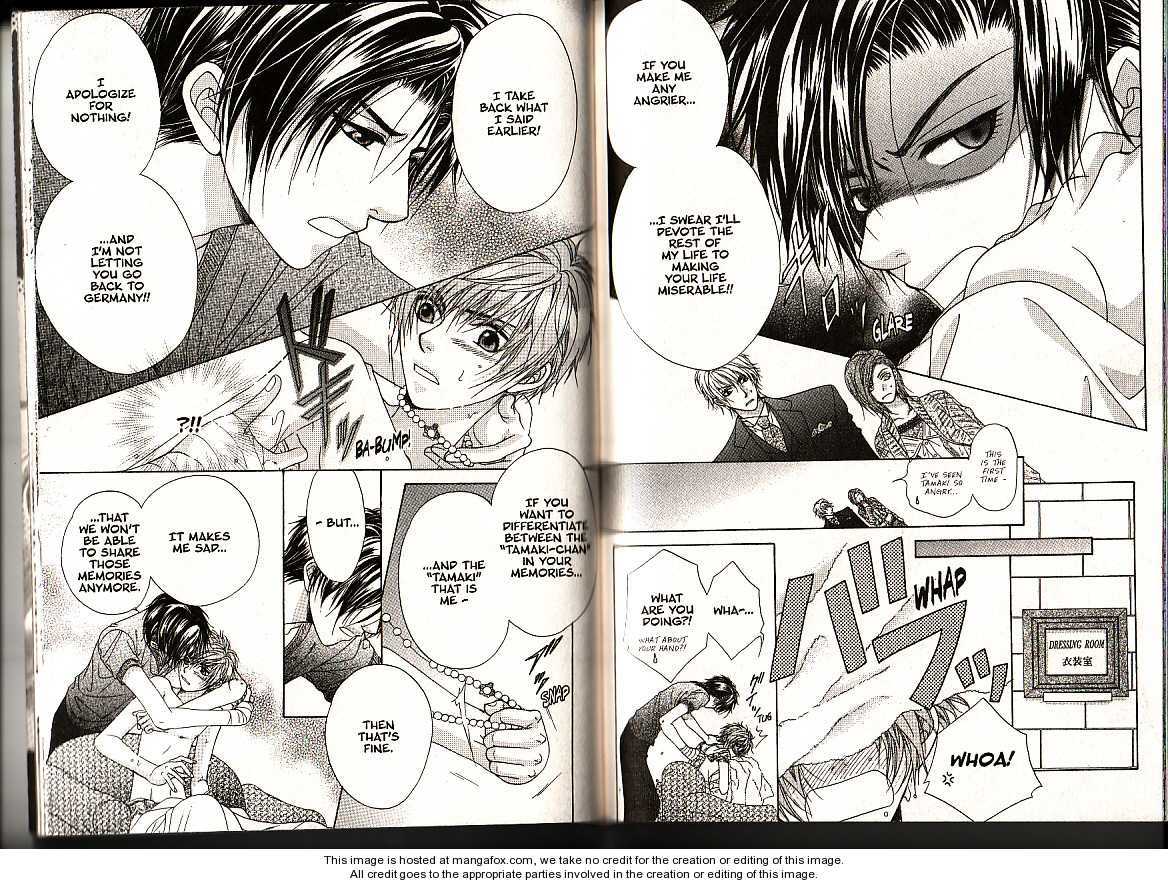 IF YOU
MAKE ME
ANY
ANGRIER...
...I SWEAR I'LL
DEVOTE THE
REST OF
MY LIFE TO
MAKING
YOUR LIFE
MISERABLE!!
GLARE
THIS
IS THE
FIRST
TIME -
I'VE SEEN
TAMAKI SO
ANGRY...
DRESSING ROOM
衣装室
WHAP
WHOA!
WHA-...
WHAT
ARE YOU
DOING?!
WHAT ABOUT
YOUR HAND?!
TUG
I TAKE
BACK WHAT
I SAID
EARLIER!
I
APOLOGIZE
FOR
NOTHING!
...AND
I'M NOT
LETTING
YOU GO
BACK TO
GERMANY!!
ドキ
BA-BUMP!
?!!
IF YOU
WANT TO
DIFFERENTIATE
BETWEEN THE
"TAMAKI-CHAN"
IN YOUR
MEMORIES...
...AND THE
"TAMAKI"
THAT IS
ME ~
SNAP
THEN
THAT'S
FINE.
~ BUT...
IT MAKES
ME SAD...
...THAT
WE WON'T
BE ABLE
TO SHARE
THOSE
MEMORIES
ANYMORE.
This image is hosted at mangafox.com, we take no credit for the creation or editing of this image.
All credit goes to the appropriate parties involved in the creation or editing of this image.